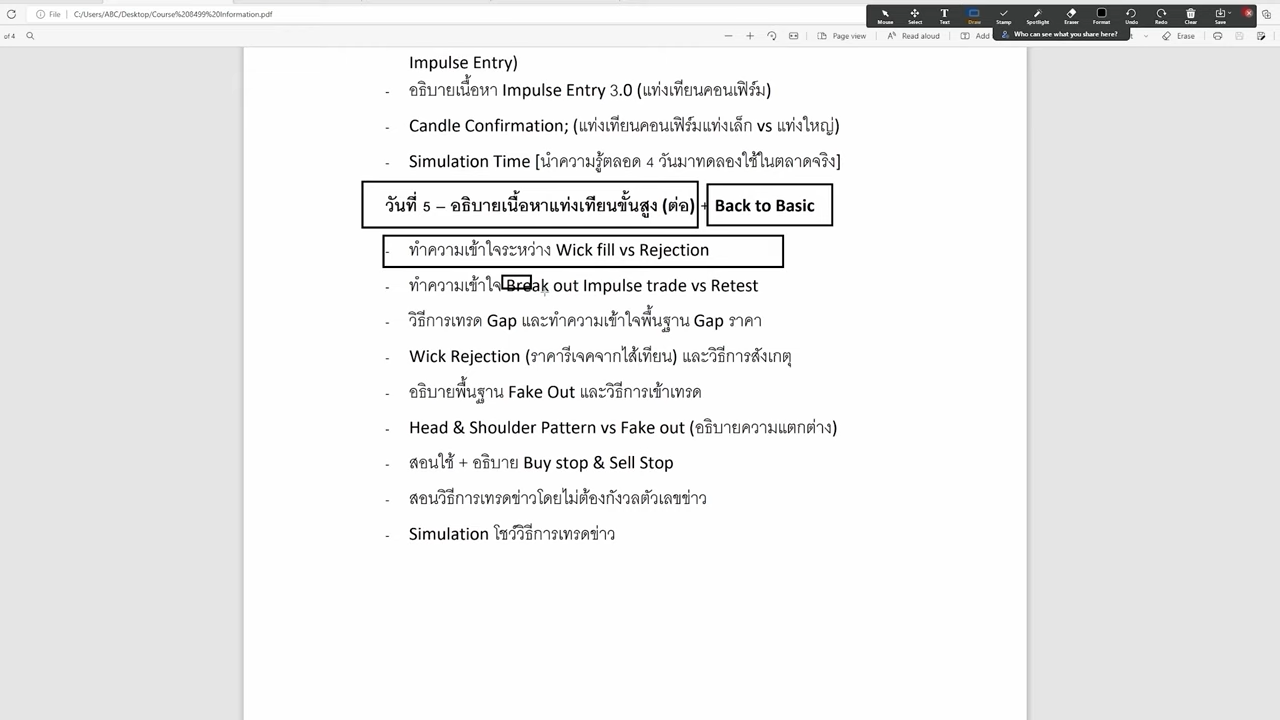 File
C:/Users/ABC/Desktop/Course%208499%20Information.pdf
Mouse Select Text Draw Stamp Spotlight Eraser Format Undo Redo Clear Save
Who can see what you share here?
of 4
Page view
Read aloud
Add
Erase
Impulse Entry)
- อธิบายเนื้อหา Impulse Entry 3.0 (แท่งเทียนคอนเฟิร์ม)
- Candle Confirmation; (แท่งเทียนคอนเฟิร์มแท่งเล็ก vs แท่งใหญ่)
- Simulation Time [นำความรู้ตลอด 4 วันมาทดลองใช้ในตลาดจริง]
วันที่ 5 – อธิบายเนื้อหาแท่งเทียนขั้นสูง (ต่อ) + Back to Basic
- ทำความเข้าใจระหว่าง Wick fill vs Rejection
- ทำความเข้าใจ Break out Impulse trade vs Retest
- วิธีการเทรด Gap และทำความเข้าใจพื้นฐาน Gap ราคา
- Wick Rejection (ราคารีเจคจากไส้เทียน) และวิธีการสังเกตุ
- อธิบายพื้นฐาน Fake Out และวิธีการเข้าเทรด
- Head & Shoulder Pattern vs Fake out (อธิบายความแตกต่าง)
- สอนใช้ + อธิบาย Buy stop & Sell Stop
- สอนวิธีการเทรดข่าวโดยไม่ต้องกังวลตัวเลขข่าว
- Simulation โชว์วิธีการเทรดข่าว